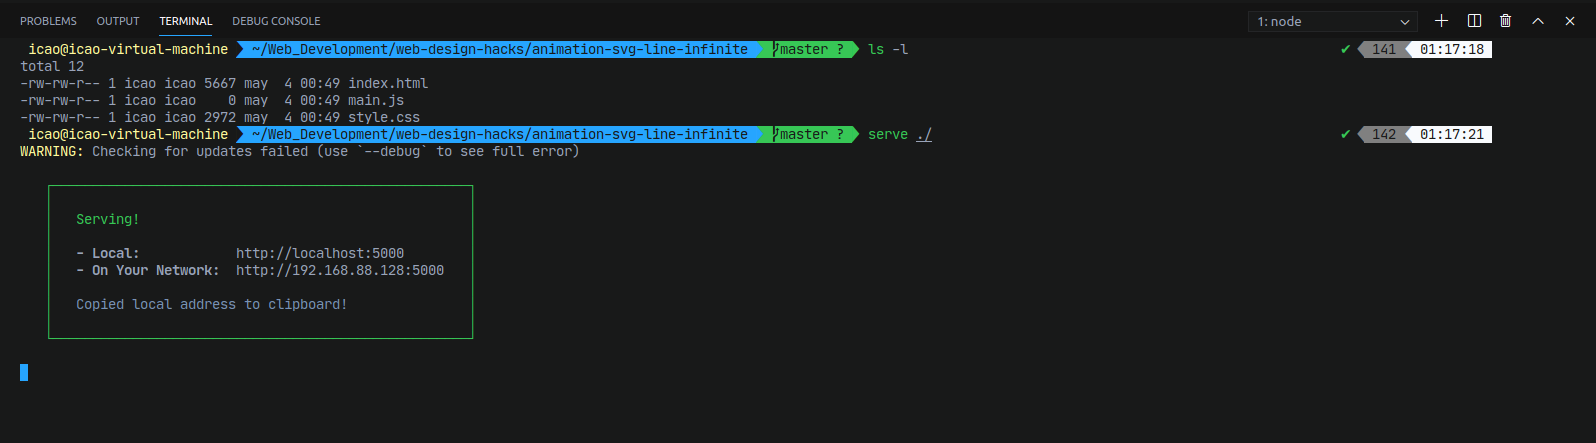 PROBLEMS OUTPUT TERMINAL DEBUG CONSOLE 1: node
icao@icao-virtual-machine ~/Web_Development/web-design-hacks/animation-svg-line-infinite master ? ls -l ✔ 141 01:17:18
total 12
-rw-rw-r-- 1 icao icao 5667 may  4 00:49 index.html
-rw-rw-r-- 1 icao icao    0 may  4 00:49 main.js
-rw-rw-r-- 1 icao icao 2972 may  4 00:49 style.css
icao@icao-virtual-machine ~/Web_Development/web-design-hacks/animation-svg-line-infinite master ? serve ./ ✔ 142 01:17:21
WARNING: Checking for updates failed (use `--debug` to see full error)
Serving!
- Local:            http://localhost:5000
- On Your Network:  http://192.168.88.128:5000
Copied local address to clipboard!